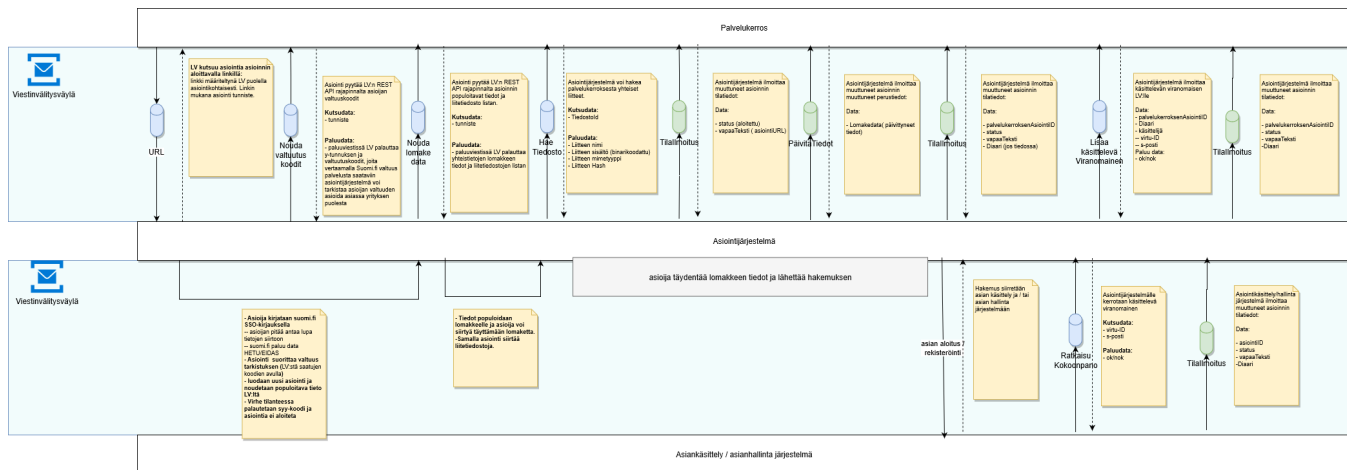 Palvelukerros
Viestinvälitysväylä
URL
LV kutsuu asiointia asioinnin
aloittavalla linkillä:
linkki määriteltynä LV puolella
asiointikohtaisesti. Linkin
mukana asiointi tunniste.
Nouda
valtuutus
koodit
Asiointi pyytää LV:n REST
API rajapinnalta asioijan
valtuuskoodit
Kutsudata:
- tunniste
Paluudata:
- paluuviestissä LV palauttaa
y-tunnuksen ja
valtuutuskoodit, joita
vertaamalla Suomi.fi valtuus
palvelusta saataviin
asiointijärjestelmä voi
tarkistaa asioijan valtuuden
asioida asiassa yrityksen
puolesta
Nouda
lomake
data
Asiointi pyytää LV:n REST
API rajapinnalta asioinnin
populoitavat tiedot ja
liitetiedosto listan.
Kutsudata:
- tunniste
Paluudata:
- paluuviestissä LV palauttaa
yhteistietojen lomakkeen
tiedot ja liitetiedostojen listan
Hae
Tiedosto
Asiointijärjestelmä voi hakea
palvelukerroksesta yhteiset
liitteet.
Kutsudata:
- TiedostoId
Paluudata:
- Liitteen nimi
- Liitteen sisältö (binarikoodattu)
- Liitteen mimetyyppi
- Liitteen Hash
TilaIlmoitus
Asiointijärjestelmä ilmoittaa
muuttuneet asioinnin
tilatiedot:
Data:
- status (aloitettu)
- vapaaTeksti ( asiointiURL)
PäivitäTiedot
Asiointijärjestelmä ilmoittaa
muuttuneet perustiedot:
Data:
- Lomakedata( päivittyneet
tiedot)
TilaIlmoitus
Asiointijärjestelmä ilmoittaa
muuttuneet asioinnin
tilatiedot:
Data:
- palvelukerroksenAsiointiID
- status
- vapaaTeksti
- Diaari (jos tiedossa)
Lisaa
käsittelevä
Viranomainen
Asiointijärjestelmä ilmoittaa
käsittelevän viranomaisen
LV:lle
Data:
- palvelukerroksenAsiointiID
- Diaari
- käsittelijä
-- virtu-ID
-- s-posti
Paluu data:
- ok/nok
TilaIlmoitus
Asiointijärjestelmä ilmoittaa
muuttuneet asioinnin
tilatiedot:
Data:
- palvelukerroksenAsiointiID
- status
- vapaaTeksti
-Diaari
Asiointijärjestelmä
Viestinvälitysväylä
asioija täydentää lomakkeen tiedot ja lähettää hakemuksen
- Asioija kirjataan suomi.fi
SSO-kirjauksella
-- asioijan pitää antaa lupa
tietojen siirtoon
-- suomi.fi paluu data
HETU/EIDAS
- Asiointi suorittaa valtuus
tarkistuksen (LV:stä saatujen
koodien avulla)
- luodaan uusi asiointi ja
noudetaan populoitava tieto
LV:ltä
- Virhe tilanteessa
palautetaan syy-koodi ja
asiointia ei aloiteta
- Tiedot populoidaan
lomakkeelle ja asioija voi
siirtyä täyttämään lomaketta.
-Samalla asiointi siirtää
liitetiedostoja.
asian aloitus /
rekisteröinti
Hakemus siirretään
asian käsittely ja / tai
asian hallinta
järjestelmään
Ratkaisu
Kokoonpano
Asiointijärjestelmälle
kerrotaan käsittelevä
viranomainen
Kutsudata:
- virtu-ID
- s-posti
Paluudata:
- ok/nok
TilaIlmoitus
Asiointikäsittely/hallinta
järjestelmä ilmoittaa
muuttuneet asioinnin
tilatiedot:
Data:
- asiointiID
- status
- vapaaTeksti
-Diaari
Asiankäsittely / asianhallinta järjestelmä